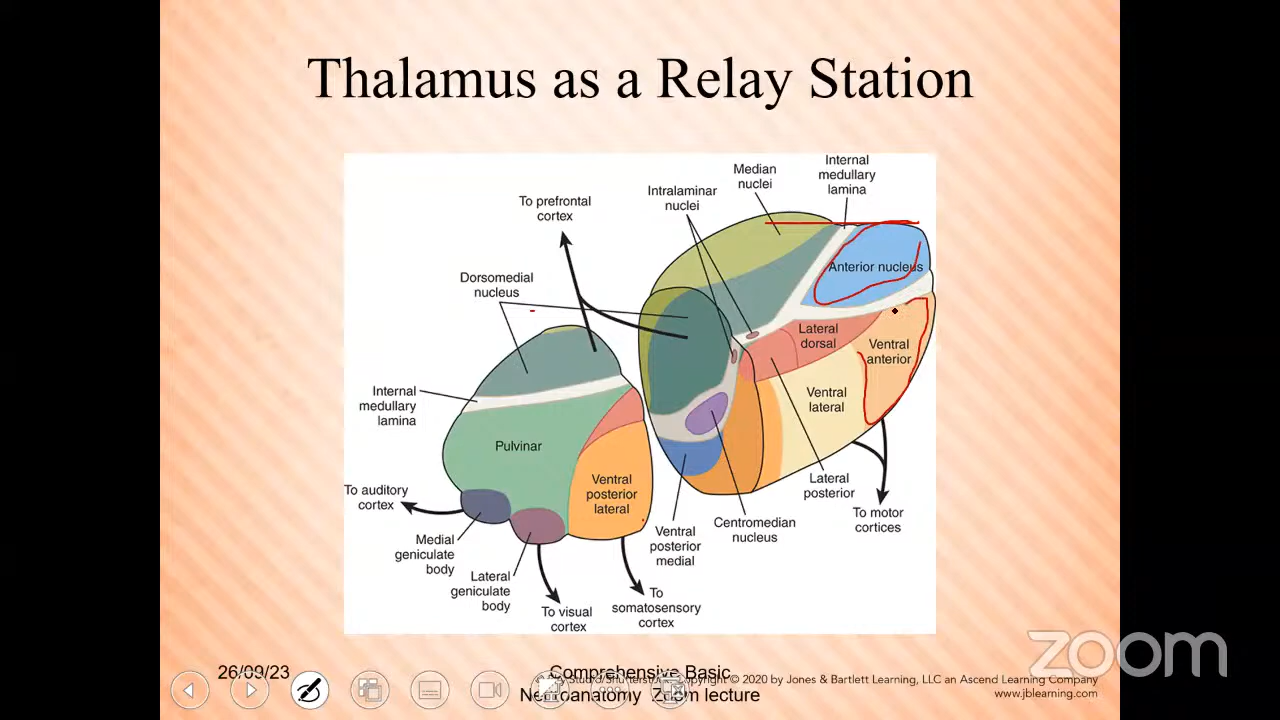 Thalamus as a Relay Station
Internal
medullary
lamina
Median
nuclei
Intralaminar
nuclei
To prefrontal
cortex
Anterior nucleus
Dorsomedial
nucleus
Lateral
dorsal
Ventral
anterior
Internal
medullary
lamina
Ventral
lateral
Pulvinar
Ventral
posterior
lateral
Lateral
posterior
To auditory
cortex
To motor
cortices
Centromedian
nucleus
Ventral
posterior
medial
Medial
geniculate
body
Lateral
geniculate
body
To visual
cortex
To
somatosensory
cortex
zoom
26/09/23
Comprehensive Basic
Neuroanatomy Zoom lecture
Copyright © 2020 by Jones & Bartlett Learning, LLC an Ascend Learning Company
www.jblearning.com